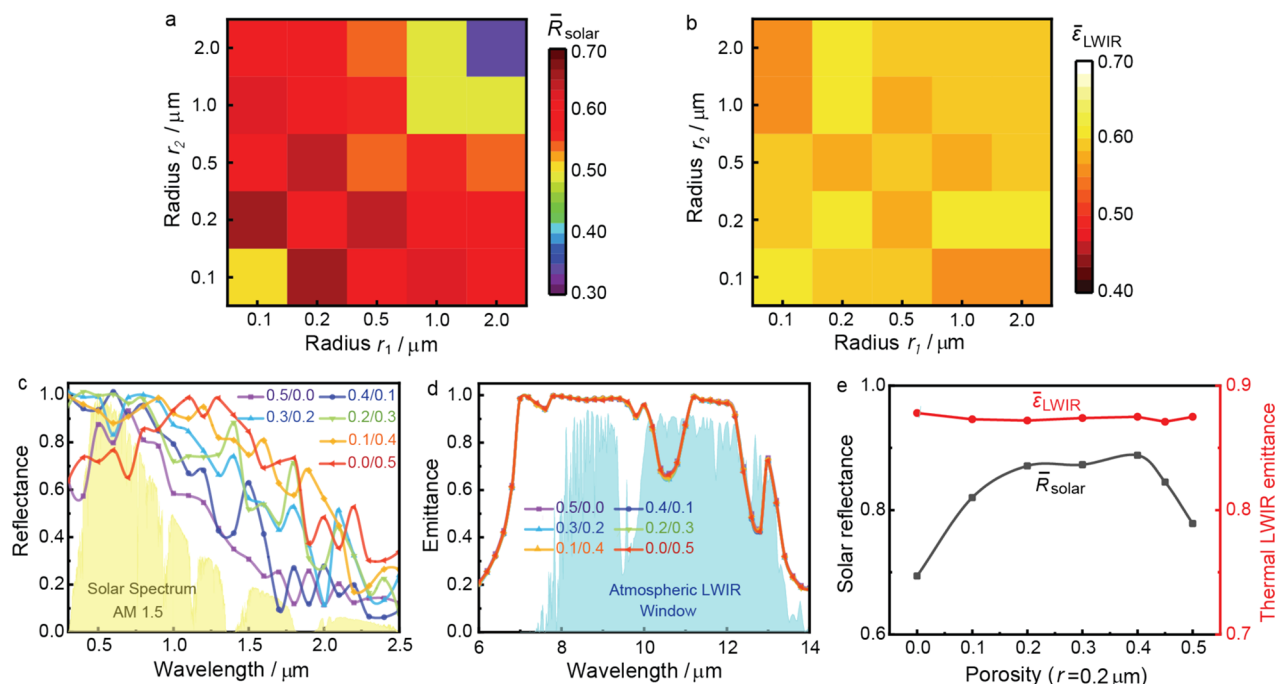 a
R̄solar
0.70
0.60
0.50
0.40
0.30
Radius r₂ / μm
2.0
1.0
0.5
0.2
0.1
0.1 0.2 0.5 1.0 2.0
Radius r₁ / μm
b
ε̄LWIR
0.70
0.60
0.50
0.40
Radius r₂ / μm
2.0
1.0
0.5
0.2
0.1
0.1 0.2 0.5 1.0 2.0
Radius r₁ / μm
c
0.5/0.0 0.4/0.1
0.3/0.2 0.2/0.3
0.1/0.4
0.0/0.5
Reflectance
1.0
0.8
0.6
0.4
0.2
0.0
Solar Spectrum
AM 1.5
0.5 1.0 1.5 2.0 2.5
Wavelength / μm
d
Emittance
1.0
0.8
0.6
0.4
0.2
0.0
0.5/0.0 0.4/0.1
0.3/0.2 0.2/0.3
0.1/0.4 0.0/0.5
Atmospheric LWIR
Window
6 8 10 12 14
Wavelength / μm
e
Solar reflectance
1.0
0.8
0.6
ε̄LWIR
R̄solar
0.9
0.8
0.7
Thermal LWIR emittance
0.0 0.1 0.2 0.3 0.4 0.5
Porosity (r=0.2 μm)